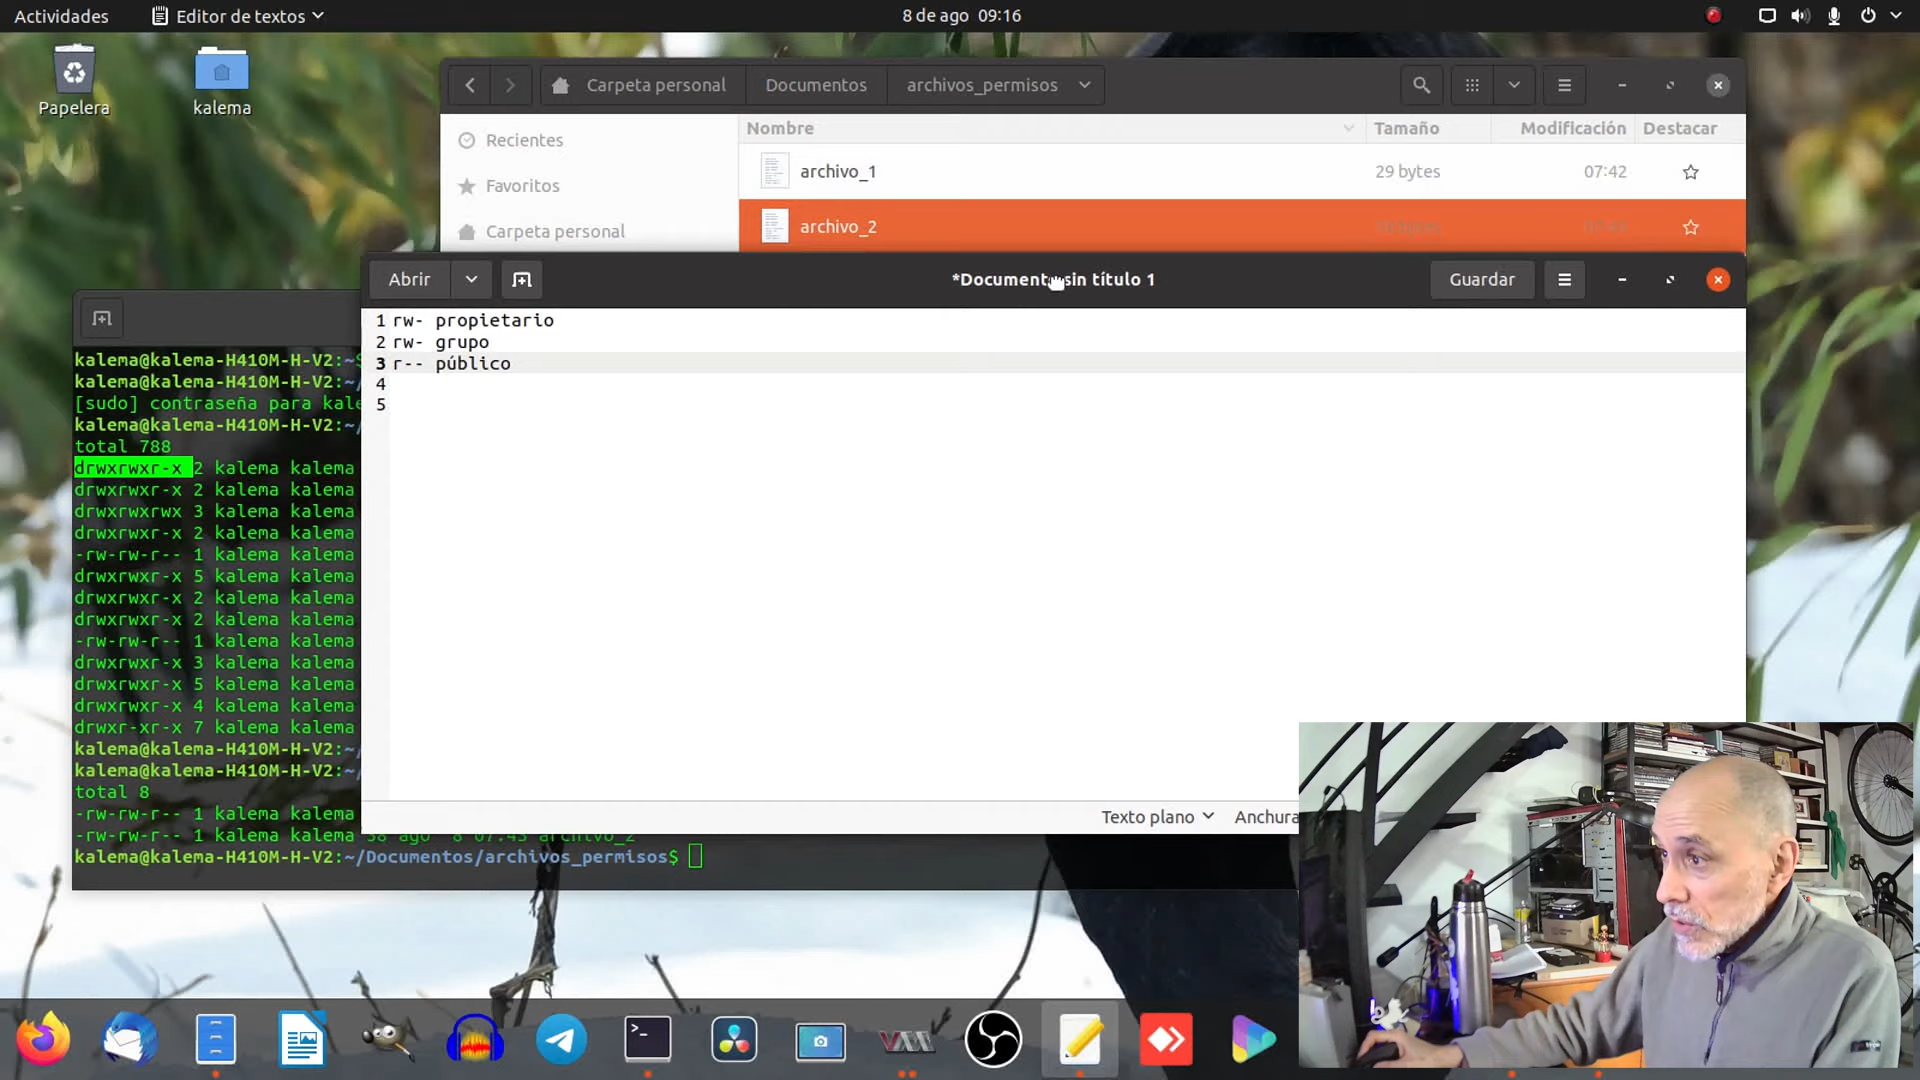 Actividades
Editor de textos
8 de ago 09:16
Papelera
kalema
Carpeta personal
Documentos
archivos_permisos
Recientes
Favoritos
Carpeta personal
Nombre
Tamaño
Modificación
Destacar
archivo_1
29 bytes
07:42
archivo_2
Abrir
*Documento sin título 1
Guardar
1 rw- propietario
2 rw- grupo
3 r-- público
4
5
Texto plano
Anchura
kalema@kalema-H410M-H-V2:~$
kalema@kalema-H410M-H-V2:~/
[sudo] contraseña para kale
kalema@kalema-H410M-H-V2:~/
total 788
drwxrwxr-x 2 kalema kalema
drwxrwxr-x 2 kalema kalema
drwxrwxrwx 3 kalema kalema
drwxrwxr-x 2 kalema kalema
-rw-rw-r-- 1 kalema kalema
drwxrwxr-x 5 kalema kalema
drwxrwxr-x 2 kalema kalema
drwxrwxr-x 2 kalema kalema
-rw-rw-r-- 1 kalema kalema
drwxrwxr-x 3 kalema kalema
drwxrwxr-x 5 kalema kalema
drwxrwxr-x 4 kalema kalema
drwxr-xr-x 7 kalema kalema
kalema@kalema-H410M-H-V2:~/
kalema@kalema-H410M-H-V2:~/
total 8
-rw-rw-r-- 1 kalema kalema
-rw-rw-r-- 1 kalema kalema 38 ago 8 07:43 archivo_2
kalema@kalema-H410M-H-V2:~/Documentos/archivos_permisos$